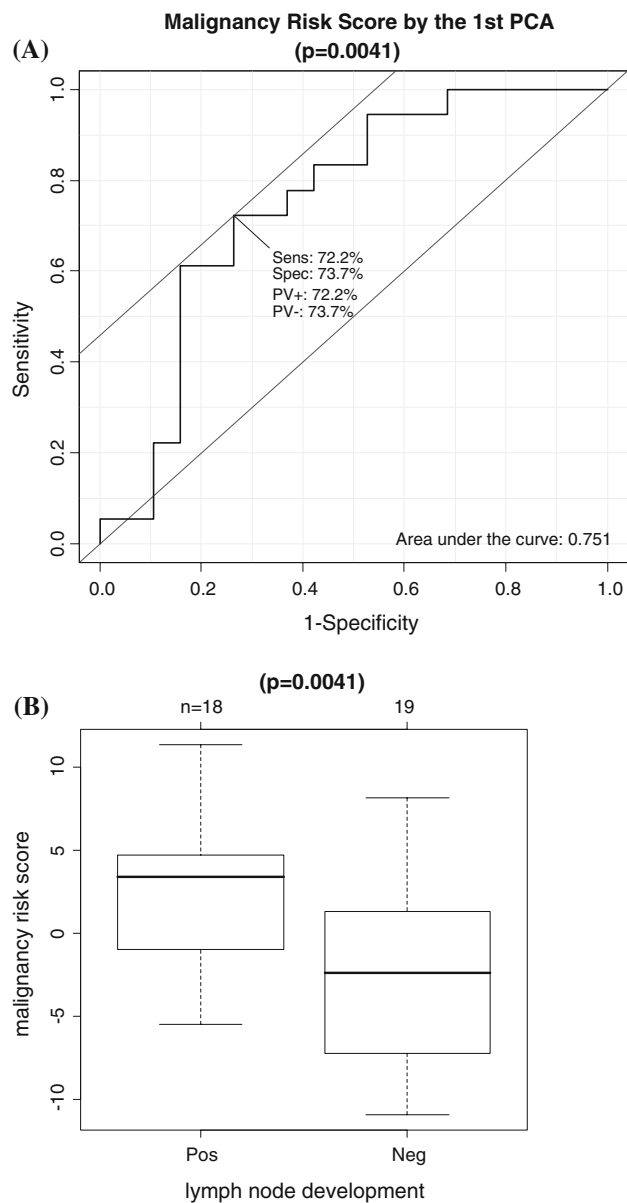 Malignancy Risk Score by the 1st PCA
(A)
(p=0.0041)
1.0
0.8
0.6
0.4
0.2
0.0
Sensitivity
Sens: 72.2%
Spec: 73.7%
PV+: 72.2%
PV-: 73.7%
Area under the curve: 0.751
0.0 0.2 0.4 0.6 0.8 1.0
1-Specificity
(p=0.0041)
(B)
n=18 19
10
5
0
-5
-10
malignancy risk score
Pos Neg
lymph node development